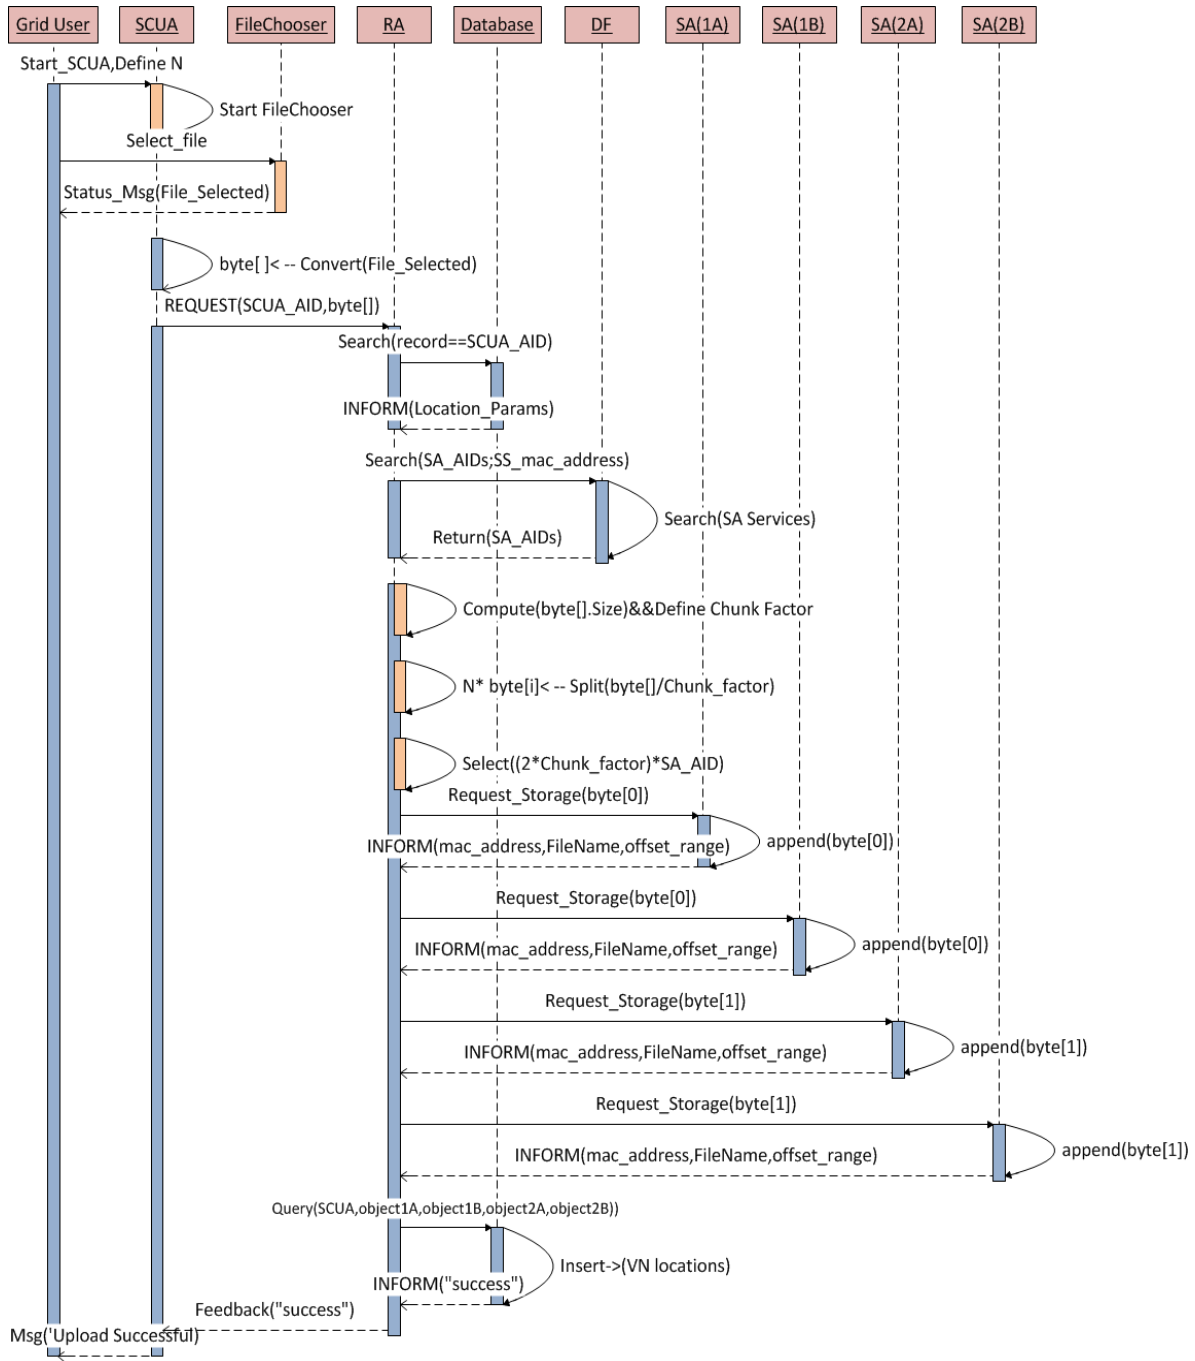 Grid User
SCUA
FileChooser
RA
Database
DF
SA(1A)
SA(1B)
SA(2A)
SA(2B)
Start_SCUA,Define N
Start FileChooser
Select_file
Status_Msg(File_Selected)
byte[ ]< -- Convert(File_Selected)
REQUEST(SCUA_AID,byte[])
Search(record==SCUA_AID)
INFORM(Location_Params)
Search(SA_AIDs;SS_mac_address)
Search(SA Services)
Return(SA_AIDs)
Compute(byte[].Size)&&Define Chunk Factor
N* byte[i]< -- Split(byte[]/Chunk_factor)
Select((2*Chunk_factor)*SA_AID)
Request_Storage(byte[0])
append(byte[0])
INFORM(mac_address,FileName,offset_range)
Request_Storage(byte[0])
append(byte[0])
INFORM(mac_address,FileName,offset_range)
Request_Storage(byte[1])
append(byte[1])
INFORM(mac_address,FileName,offset_range)
Request_Storage(byte[1])
append(byte[1])
INFORM(mac_address,FileName,offset_range)
Query(SCUA,object1A,object1B,object2A,object2B))
Insert->(VN locations)
INFORM("success")
Feedback("success")
Msg('Upload Successful)